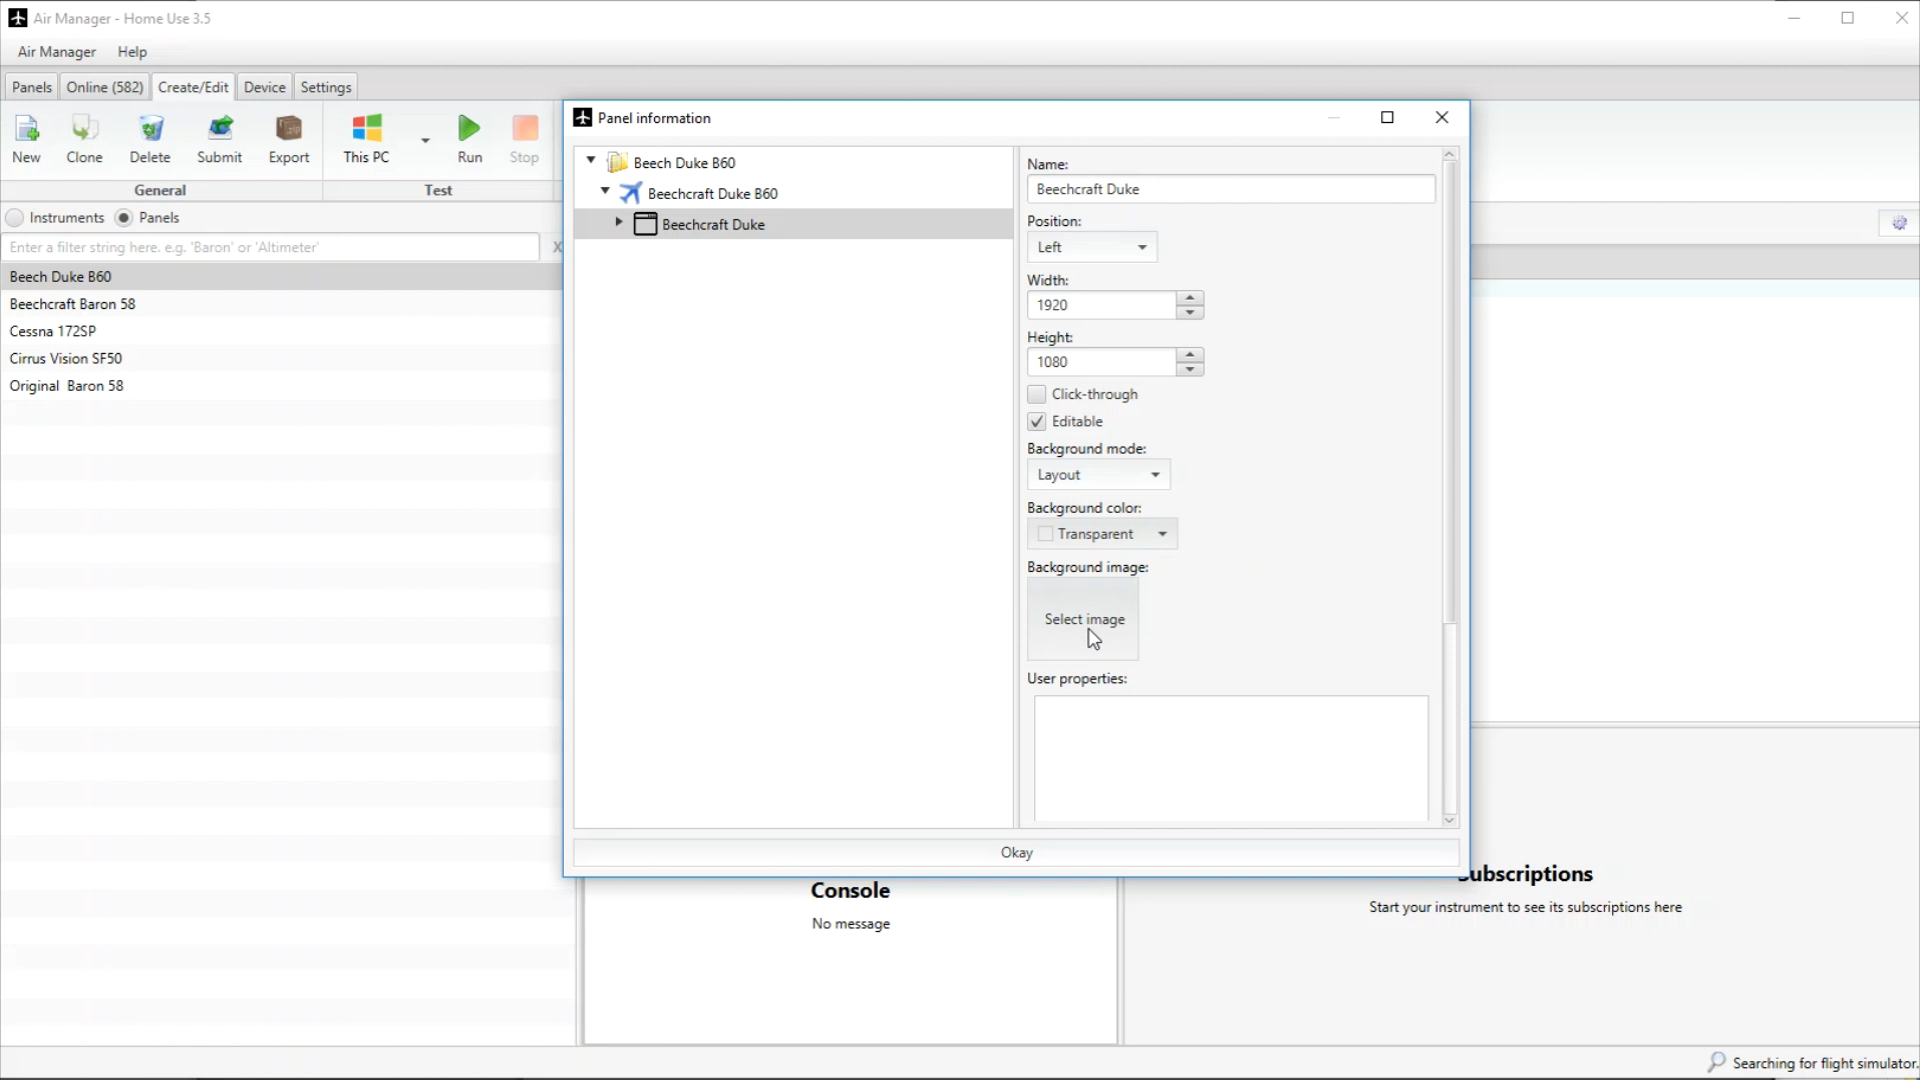 Air Manager - Home Use 3.5
Air Manager Help
Panels Online (582) Create/Edit Device Settings
New Clone Delete Submit Export This PC Run Stop
General Test
Instruments Panels
Enter a filter string here. e.g. 'Baron' or 'Altimeter' X
Beech Duke B60
Beechcraft Baron 58
Cessna 172SP
Cirrus Vision SF50
Original Baron 58
Panel information
Beech Duke B60
Beechcraft Duke B60
Beechcraft Duke
Name:
Beechcraft Duke
Position:
Left
Width:
1920
Height:
1080
Click-through
Editable
Background mode:
Layout
Background color:
Transparent
Background image:
Select image
User properties:
Okay
Console
No message
Subscriptions
Start your instrument to see its subscriptions here
Searching for flight simulator.